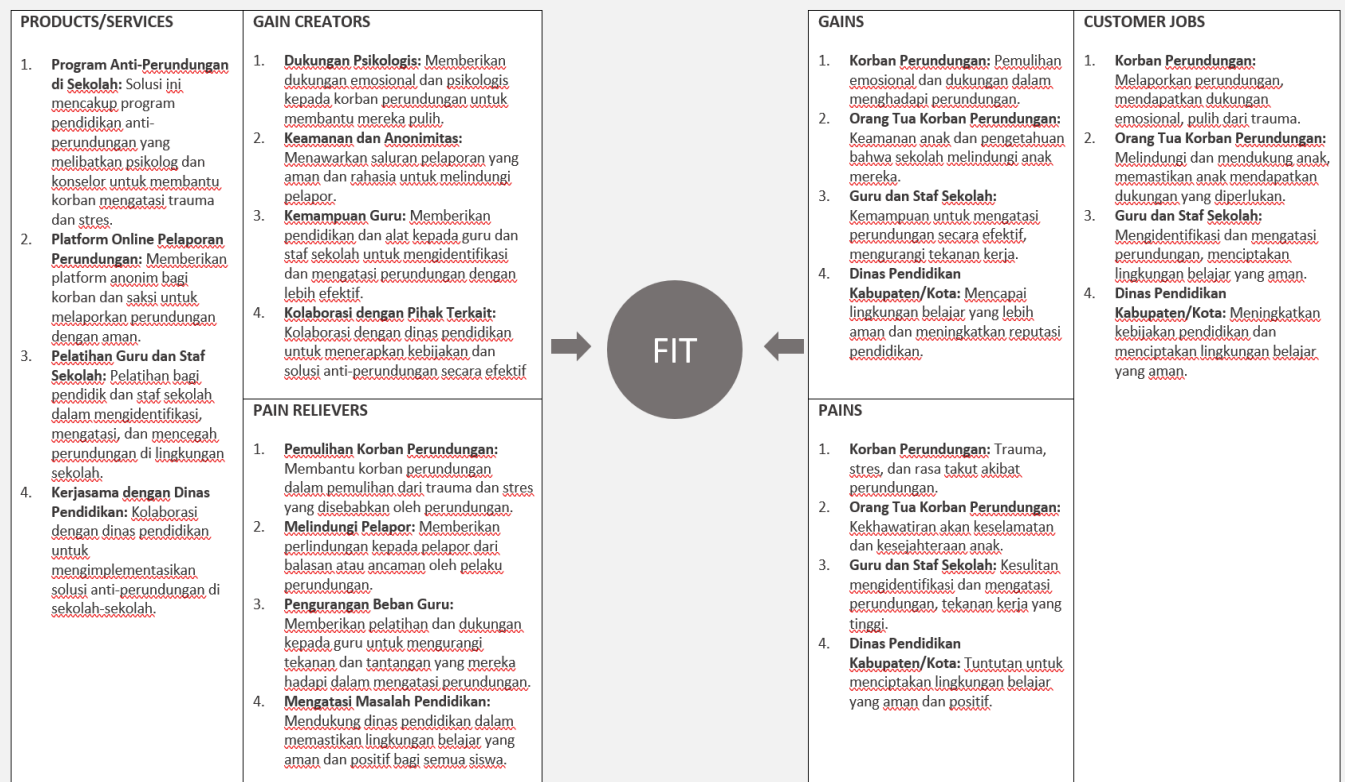 PRODUCTS/SERVICES
1. Program Anti-Perundungan
di Sekolah: Solusi ini
mencakup program
pendidikan anti-
perundungan yang
melibatkan psikolog dan
konselor untuk membantu
korban mengatasi trauma
dan stres.
2. Platform Online Pelaporan
Perundungan: Memberikan
platform anonim bagi
korban dan saksi untuk
melaporkan perundungan
dengan aman.
3. Pelatihan Guru dan Staf
Sekolah: Pelatihan bagi
pendidik dan staf sekolah
dalam mengidentifikasi,
mengatasi, dan mencegah
perundungan di lingkungan
sekolah.
4. Kerjasama dengan Dinas
Pendidikan: Kolaborasi
dengan dinas pendidikan
untuk
mengimplementasikan
solusi anti-perundungan di
sekolah-sekolah.
GAIN CREATORS
1. Dukungan Psikologis: Memberikan
dukungan emosional dan psikologis
kepada korban perundungan untuk
membantu mereka pulih.
2. Keamanan dan Anonimitas:
Menawarkan saluran pelaporan yang
aman dan rahasia untuk melindungi
pelapor.
3. Kemampuan Guru: Memberikan
pendidikan dan alat kepada guru dan
staf sekolah untuk mengidentifikasi
dan mengatasi perundungan dengan
lebih efektif.
4. Kolaborasi dengan Pihak Terkait:
Kolaborasi dengan dinas pendidikan
untuk menerapkan kebijakan dan
solusi anti-perundungan secara efektif
PAIN RELIEVERS
1. Pemulihan Korban Perundungan:
Membantu korban perundungan
dalam pemulihan dari trauma dan stres
yang disebabkan oleh perundungan.
2. Melindungi Pelapor: Memberikan
perlindungan kepada pelapor dari
balasan atau ancaman oleh pelaku
perundungan.
3. Pengurangan Beban Guru:
Memberikan pelatihan dan dukungan
kepada guru untuk mengurangi
tekanan dan tantangan yang mereka
hadapi dalam mengatasi perundungan.
4. Mengatasi Masalah Pendidikan:
Mendukung dinas pendidikan dalam
memastikan lingkungan belajar yang
aman dan positif bagi semua siswa.
FIT
GAINS
1. Korban Perundungan: Pemulihan
emosional dan dukungan dalam
menghadapi perundungan.
2. Orang Tua Korban Perundungan:
Keamanan anak dan pengetahuan
bahwa sekolah melindungi anak
mereka.
3. Guru dan Staf Sekolah:
Kemampuan untuk mengatasi
perundungan secara efektif,
mengurangi tekanan kerja.
4. Dinas Pendidikan
Kabupaten/Kota: Mencapai
lingkungan belajar yang lebih
aman dan meningkatkan reputasi
pendidikan.
PAINS
1. Korban Perundungan: Trauma,
stres, dan rasa takut akibat
perundungan.
2. Orang Tua Korban Perundungan:
Kekhawatiran akan keselamatan
dan kesejahteraan anak.
3. Guru dan Staf Sekolah: Kesulitan
mengidentifikasi dan mengatasi
perundungan, tekanan kerja yang
tinggi.
4. Dinas Pendidikan
Kabupaten/Kota: Tuntutan untuk
menciptakan lingkungan belajar
yang aman dan positif.
CUSTOMER JOBS
1. Korban Perundungan:
Melaporkan perundungan,
mendapatkan dukungan
emosional, pulih dari trauma.
2. Orang Tua Korban Perundungan:
Melindungi dan mendukung anak,
memastikan anak mendapatkan
dukungan yang diperlukan.
3. Guru dan Staf Sekolah:
Mengidentifikasi dan mengatasi
perundungan, menciptakan
lingkungan belajar yang aman.
4. Dinas Pendidikan
Kabupaten/Kota: Meningkatkan
kebijakan pendidikan dan
menciptakan lingkungan belajar
yang aman.